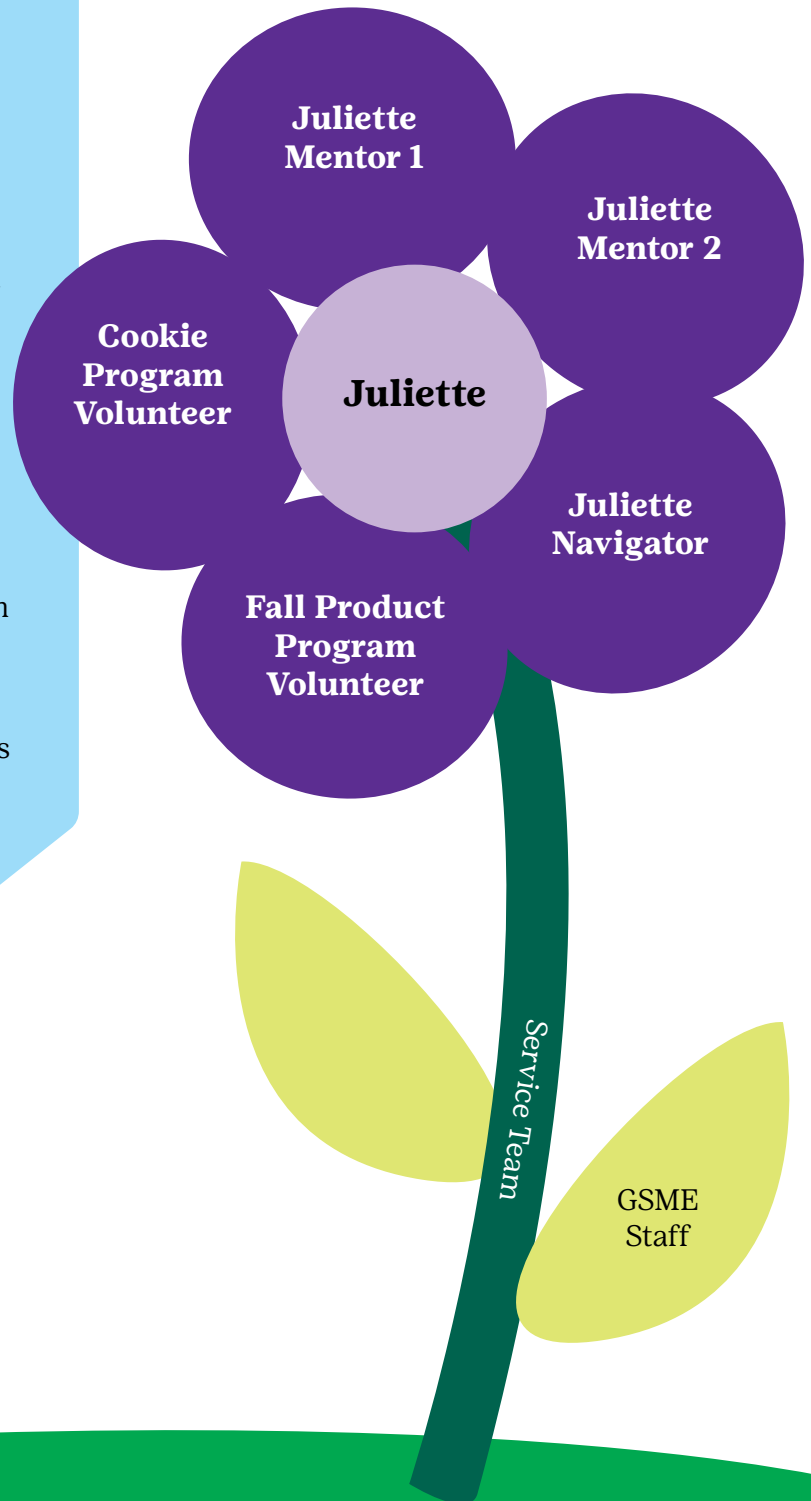 Juliette
Mentor 1
Juliette
Mentor 2
Cookie
Program
Volunteer
Juliette
Juliette
Navigator
Fall Product
Program
Volunteer
Service Team
GSME
Staff